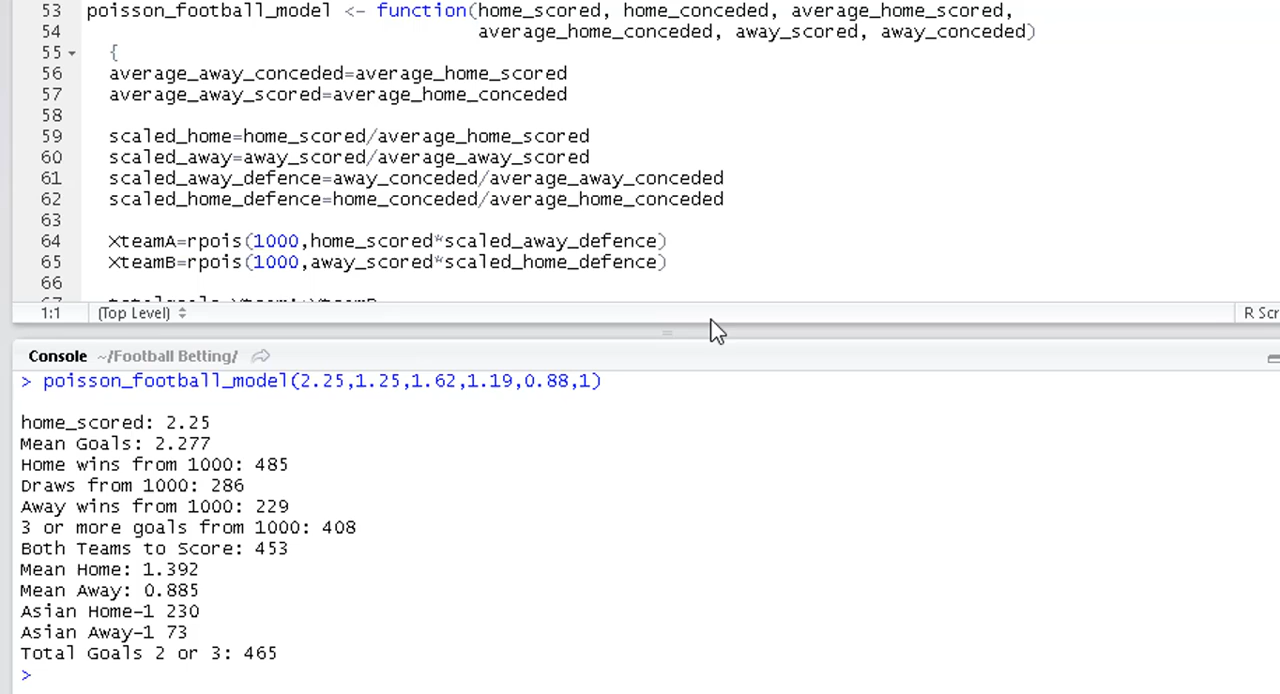 53 poisson_football_model <- function(home_scored, home_conceded, average_home_scored,
54 average_home_conceded, away_scored, away_conceded)
55 {
56 average_away_conceded=average_home_scored
57 average_away_scored=average_home_conceded
58
59 scaled_home=home_scored/average_home_scored
60 scaled_away=away_scored/average_away_scored
61 scaled_away_defence=away_conceded/average_away_conceded
62 scaled_home_defence=home_conceded/average_home_conceded
63
64 XteamA=rpois(1000,home_scored*scaled_away_defence)
65 XteamB=rpois(1000,away_scored*scaled_home_defence)
66
1:1 (Top Level) R Scr
Console ~/Football Betting/
> poisson_football_model(2.25,1.25,1.62,1.19,0.88,1)
home_scored: 2.25
Mean Goals: 2.277
Home wins from 1000: 485
Draws from 1000: 286
Away wins from 1000: 229
3 or more goals from 1000: 408
Both Teams to Score: 453
Mean Home: 1.392
Mean Away: 0.885
Asian Home-1 230
Asian Away-1 73
Total Goals 2 or 3: 465
>